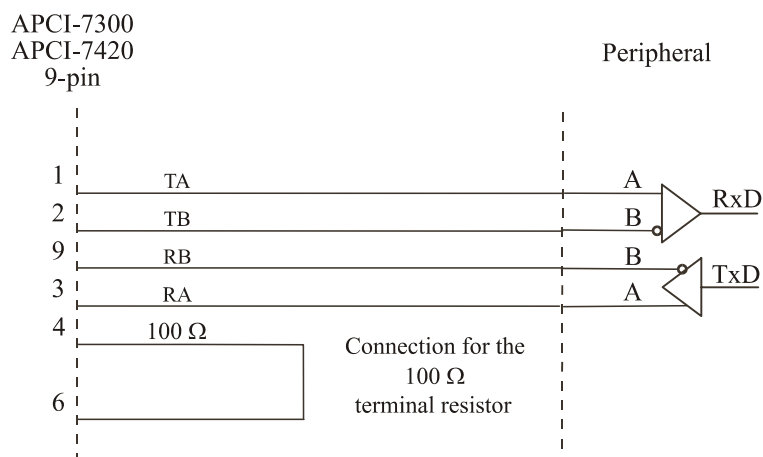 APCI-7300
APCI-7420
9-pin
Peripheral
1 TA A
RxD
2 TB B
9 RB B
TxD
3 RA A
4 100 Ω
Connection for the
100 Ω
terminal resistor
6